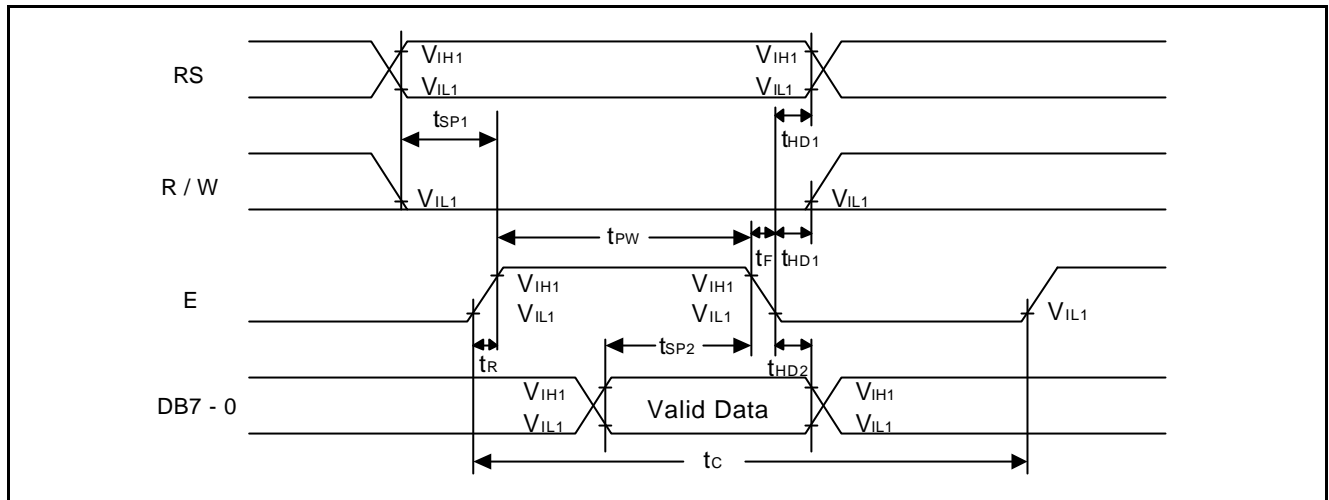 RS
VIH1
VIH1
VIL1
VIL1
tSP1
tHD1
R / W
VIL1
VIL1
tPW
tF
tHD1
E
VIH1
VIH1
VIL1
VIL1
VIL1
tR
tSP2
tHD2
DB7 - 0
VIH1
Valid Data
VIH1
VIL1
VIL1
tC